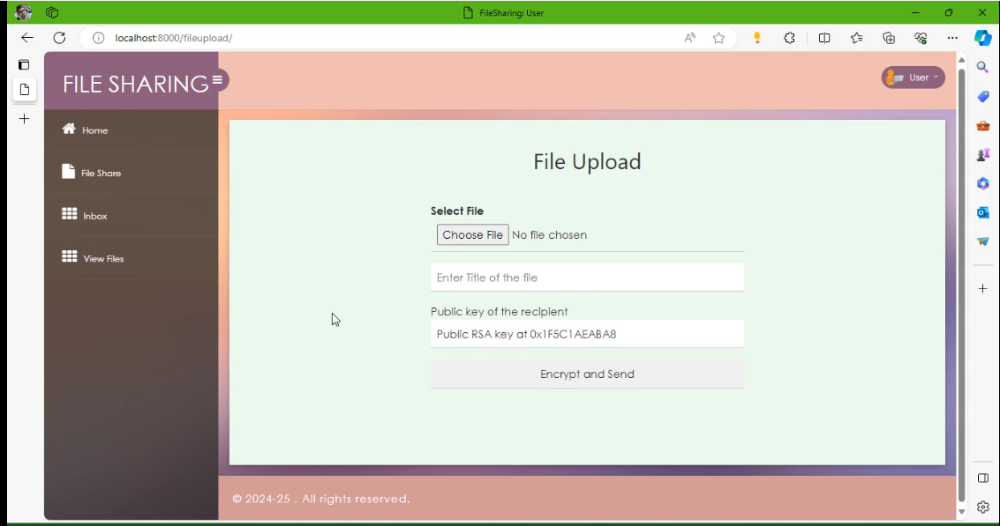 FileSharing: User
localhost:8000/fileupload/
FILE SHARING
User
Home
File Share
Inbox
View Files
File Upload
Select File
Choose File No file chosen
Enter Title of the file
Public key of the recipient
Public RSA key at 0x1F5C1AEABA8
Encrypt and Send
© 2024-25 . All rights reserved.